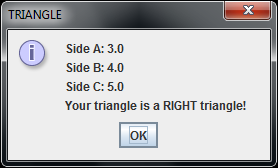 TRIANGLE
Side A: 3.0
Side B: 4.0
Side C: 5.0
Your triangle is a RIGHT triangle!
OK